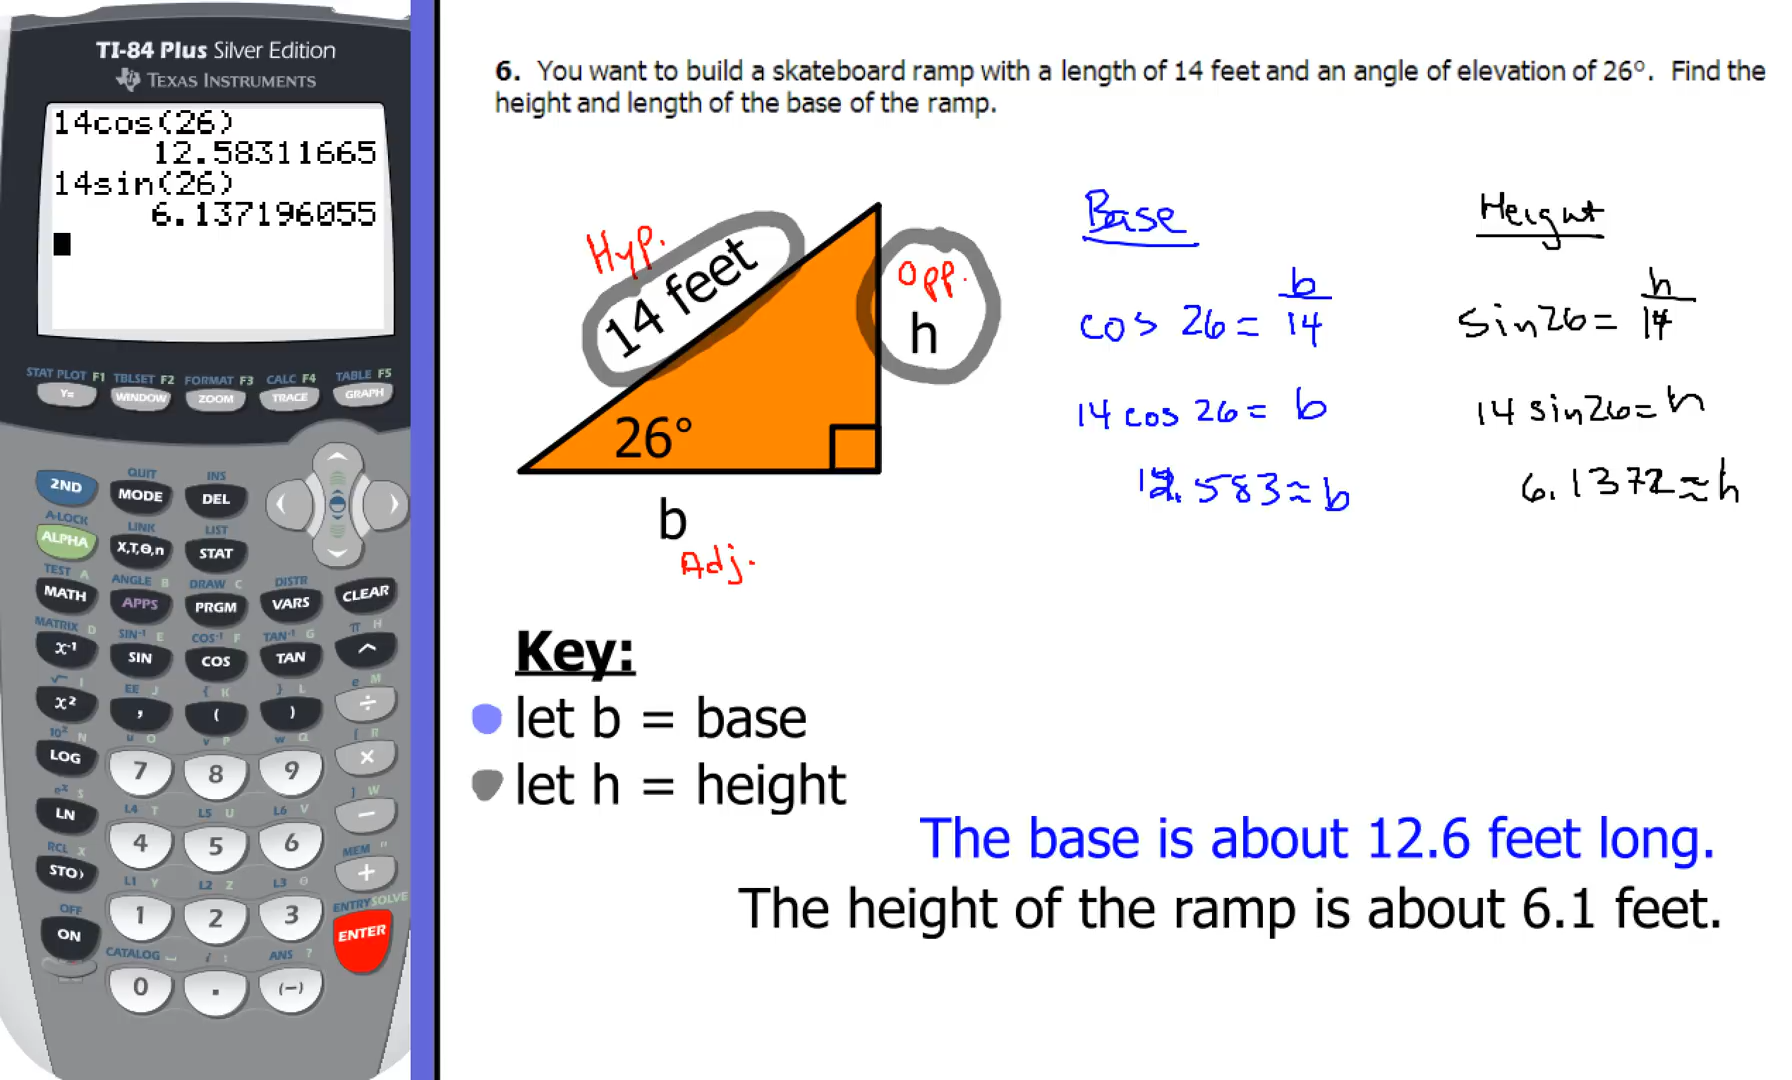 TI-84 Plus Silver Edition
TEXAS INSTRUMENTS
14cos(26)
12.58311665
14sin(26)
6.137196055
STAT PLOT F1 TBLSET F2 FORMAT F3 CALC F4 TABLE F5
Y= WINDOW ZOOM TRACE GRAPH
QUIT INS
2ND MODE DEL
A-LOCK LINK LIST
ALPHA X,T,Θ,n STAT
TEST A ANGLE B DRAW C DISTR
MATH APPS PRGM VARS CLEAR
MATRIX D SIN⁻¹ E COS⁻¹ F TAN⁻¹ G π H
x⁻¹ SIN COS TAN ^
√ I EE J { K } L e M
x² , ( ) ÷
10ˣ N u O v P w Q [ R
LOG 7 8 9 ×
eˣ S L4 T L5 U L6 V ] W
LN 4 5 6 −
RCL X L1 Y L2 Z L3 θ MEM "
STO› 1 2 3 +
OFF CATALOG i : ANS ? ENTRY SOLVE
ON 0 . (−) ENTER
6. You want to build a skateboard ramp with a length of 14 feet and an angle of elevation of 26º. Find the
height and length of the base of the ramp.
Hyp.
14 feet
Opp.
h
26°
b
Adj.
Base
cos 26 = b/14
14 cos 26 = b
12.583 ≈ b
Height
sin 26 = h/14
14 sin 26 = h
6.1372 ≈ h
Key:
let b = base
let h = height
The base is about 12.6 feet long.
The height of the ramp is about 6.1 feet.